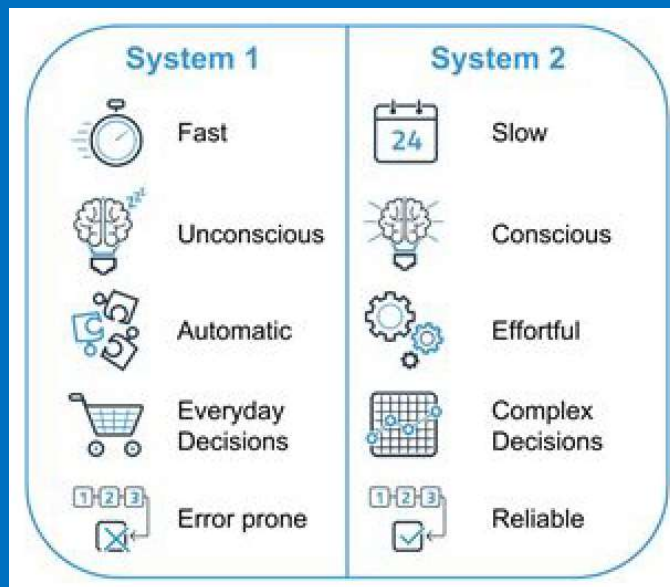 System 1
System 2
Fast
24
Slow
zzz
Unconscious
Conscious
Automatic
Effortful
Everyday
Decisions
Complex
Decisions
1 2 3
Error prone
1 2 3
Reliable